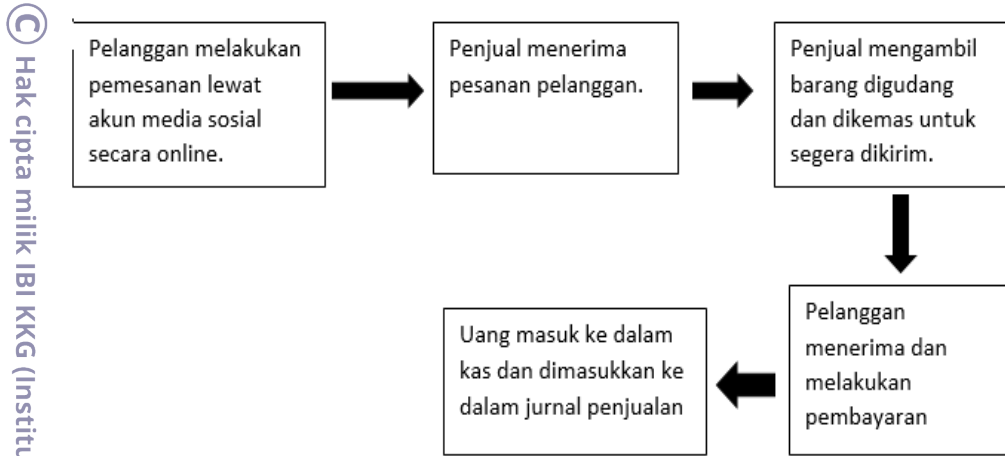 © Hak cipta milik IBI KKG (Institu
Pelanggan melakukan
pemesanan lewat
akun media sosial
secara online.
Penjual menerima
pesanan pelanggan.
Penjual mengambil
barang digudang
dan dikemas untuk
segera dikirim.
Pelanggan
menerima dan
melakukan
pembayaran
Uang masuk ke dalam
kas dan dimasukkan ke
dalam jurnal penjualan